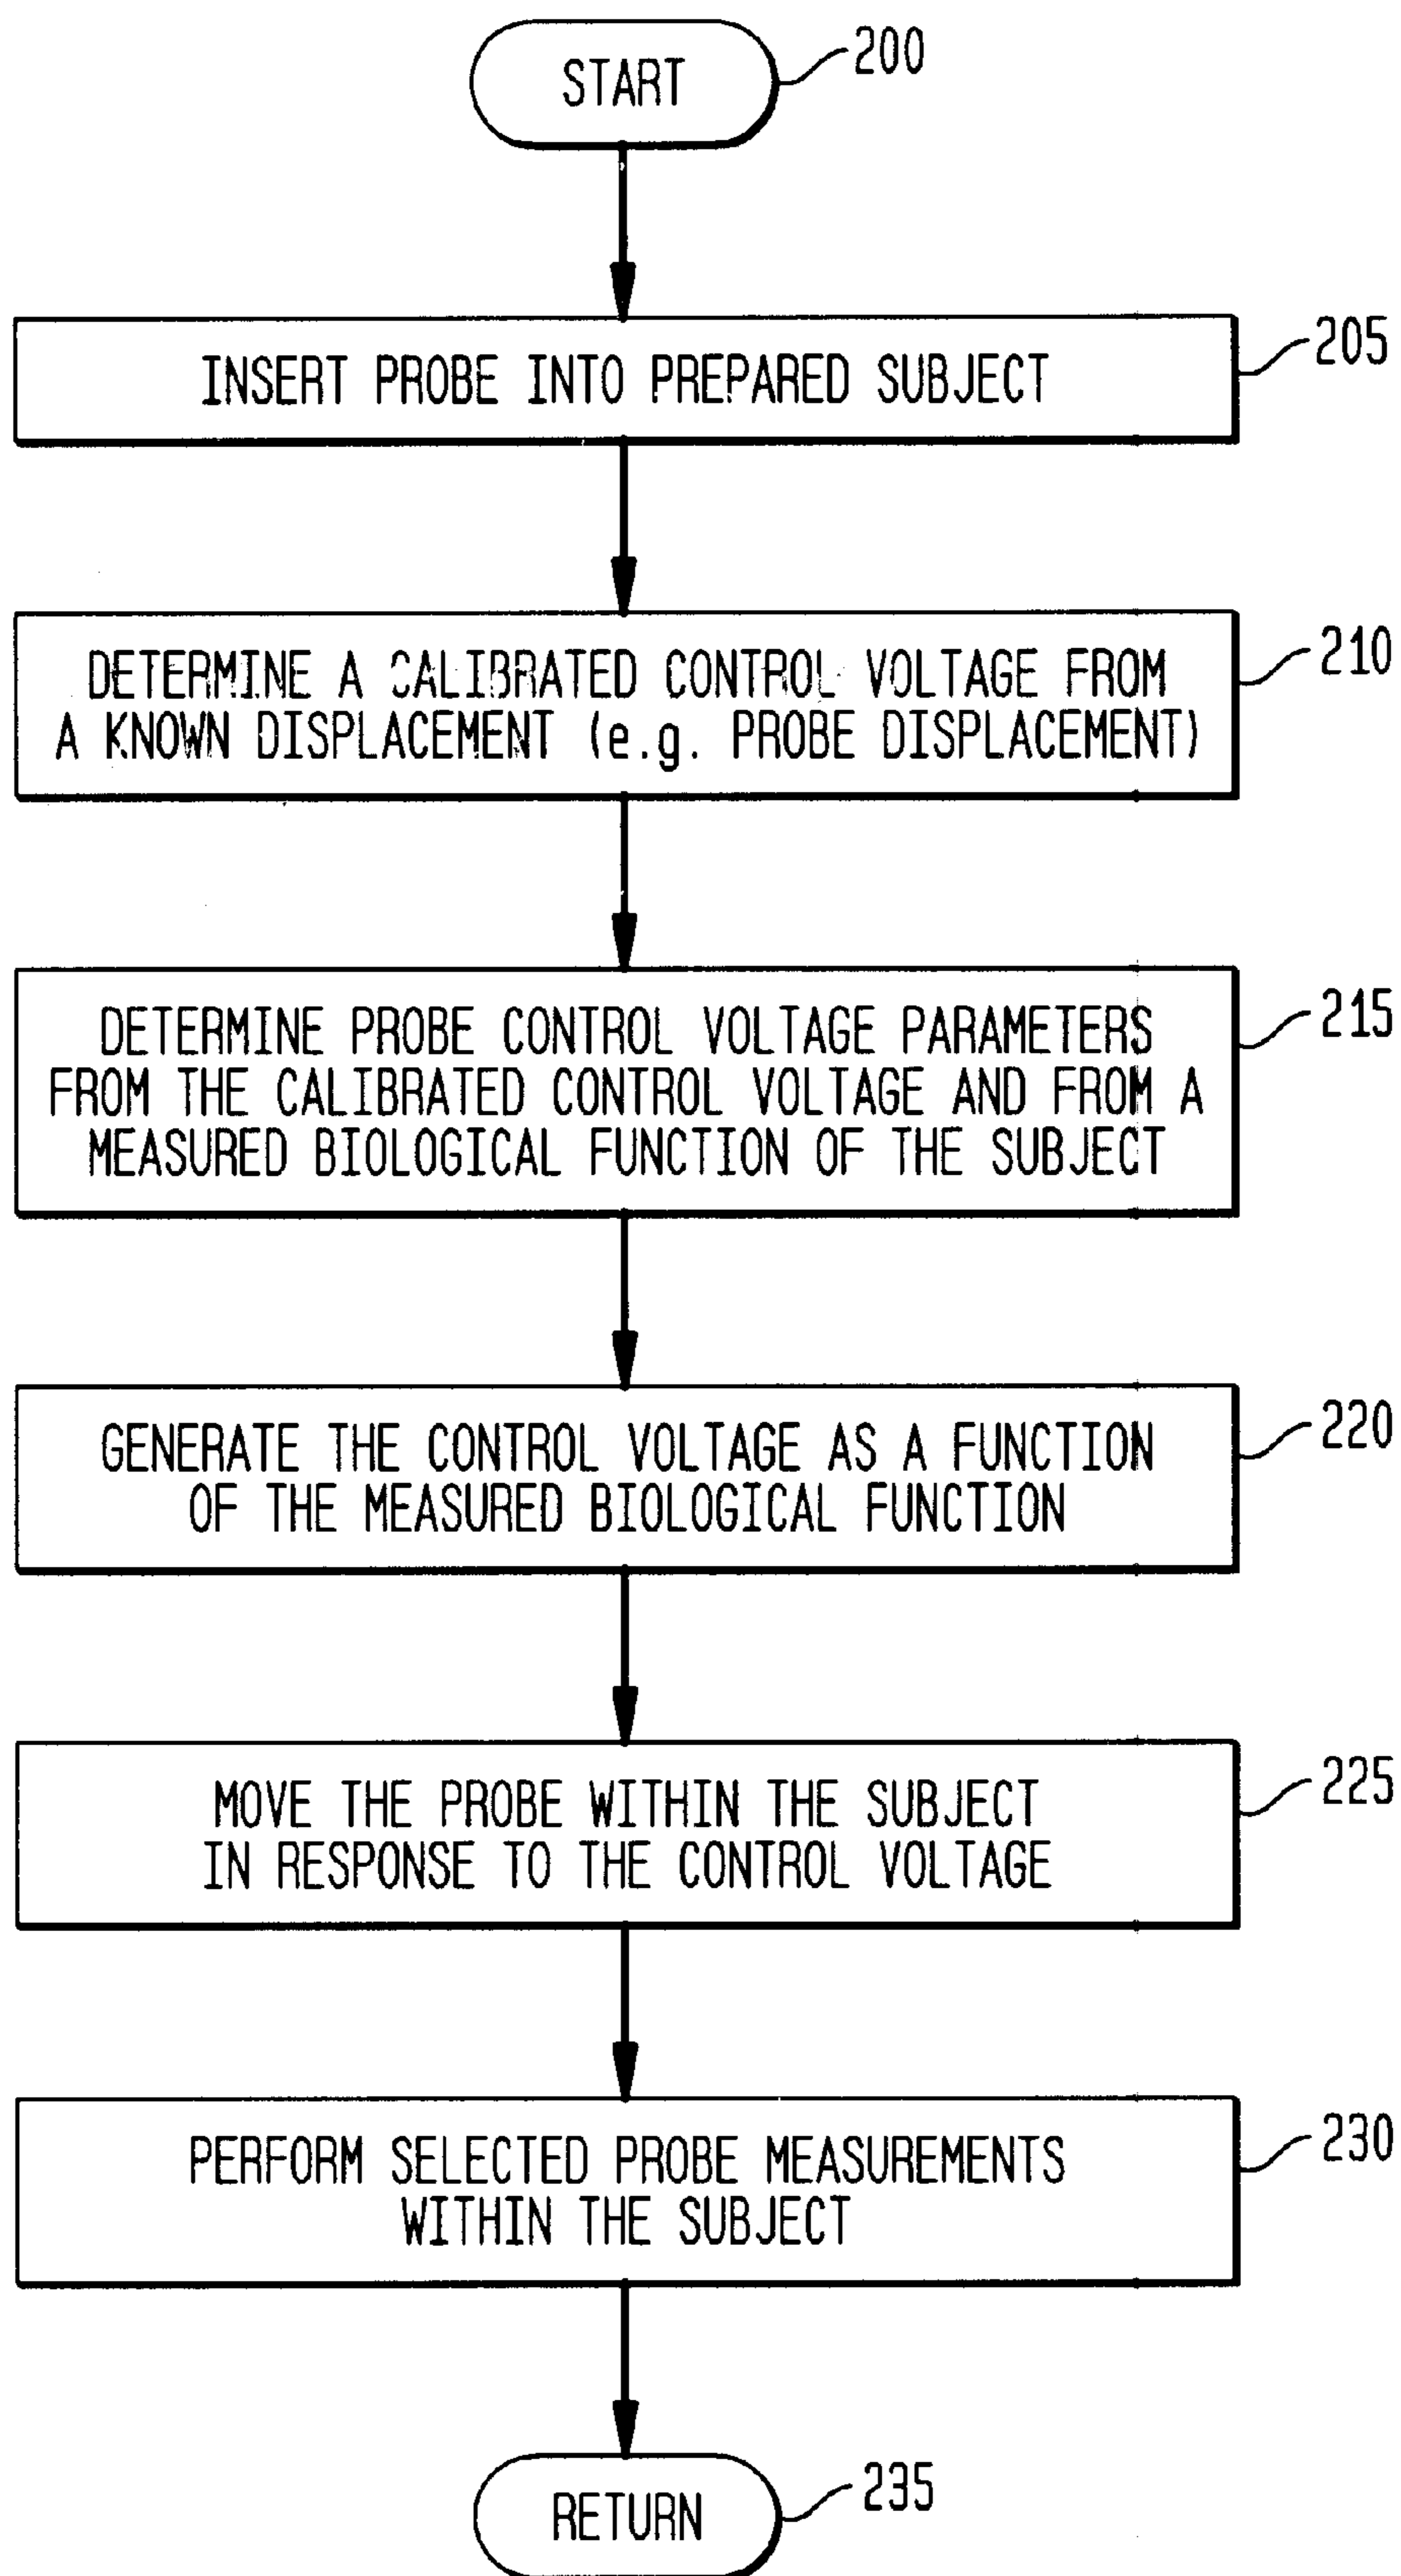 START
200
INSERT PROBE INTO PREPARED SUBJECT
205
DETERMINE A CALIBRATED CONTROL VOLTAGE FROM
A KNOWN DISPLACEMENT (e.g. PROBE DISPLACEMENT)
210
DETERMINE PROBE CONTROL VOLTAGE PARAMETERS
FROM THE CALIBRATED CONTROL VOLTAGE AND FROM A
MEASURED BIOLOGICAL FUNCTION OF THE SUBJECT
215
GENERATE THE CONTROL VOLTAGE AS A FUNCTION
OF THE MEASURED BIOLOGICAL FUNCTION
220
MOVE THE PROBE WITHIN THE SUBJECT
IN RESPONSE TO THE CONTROL VOLTAGE
225
PERFORM SELECTED PROBE MEASUREMENTS
WITHIN THE SUBJECT
230
RETURN
235